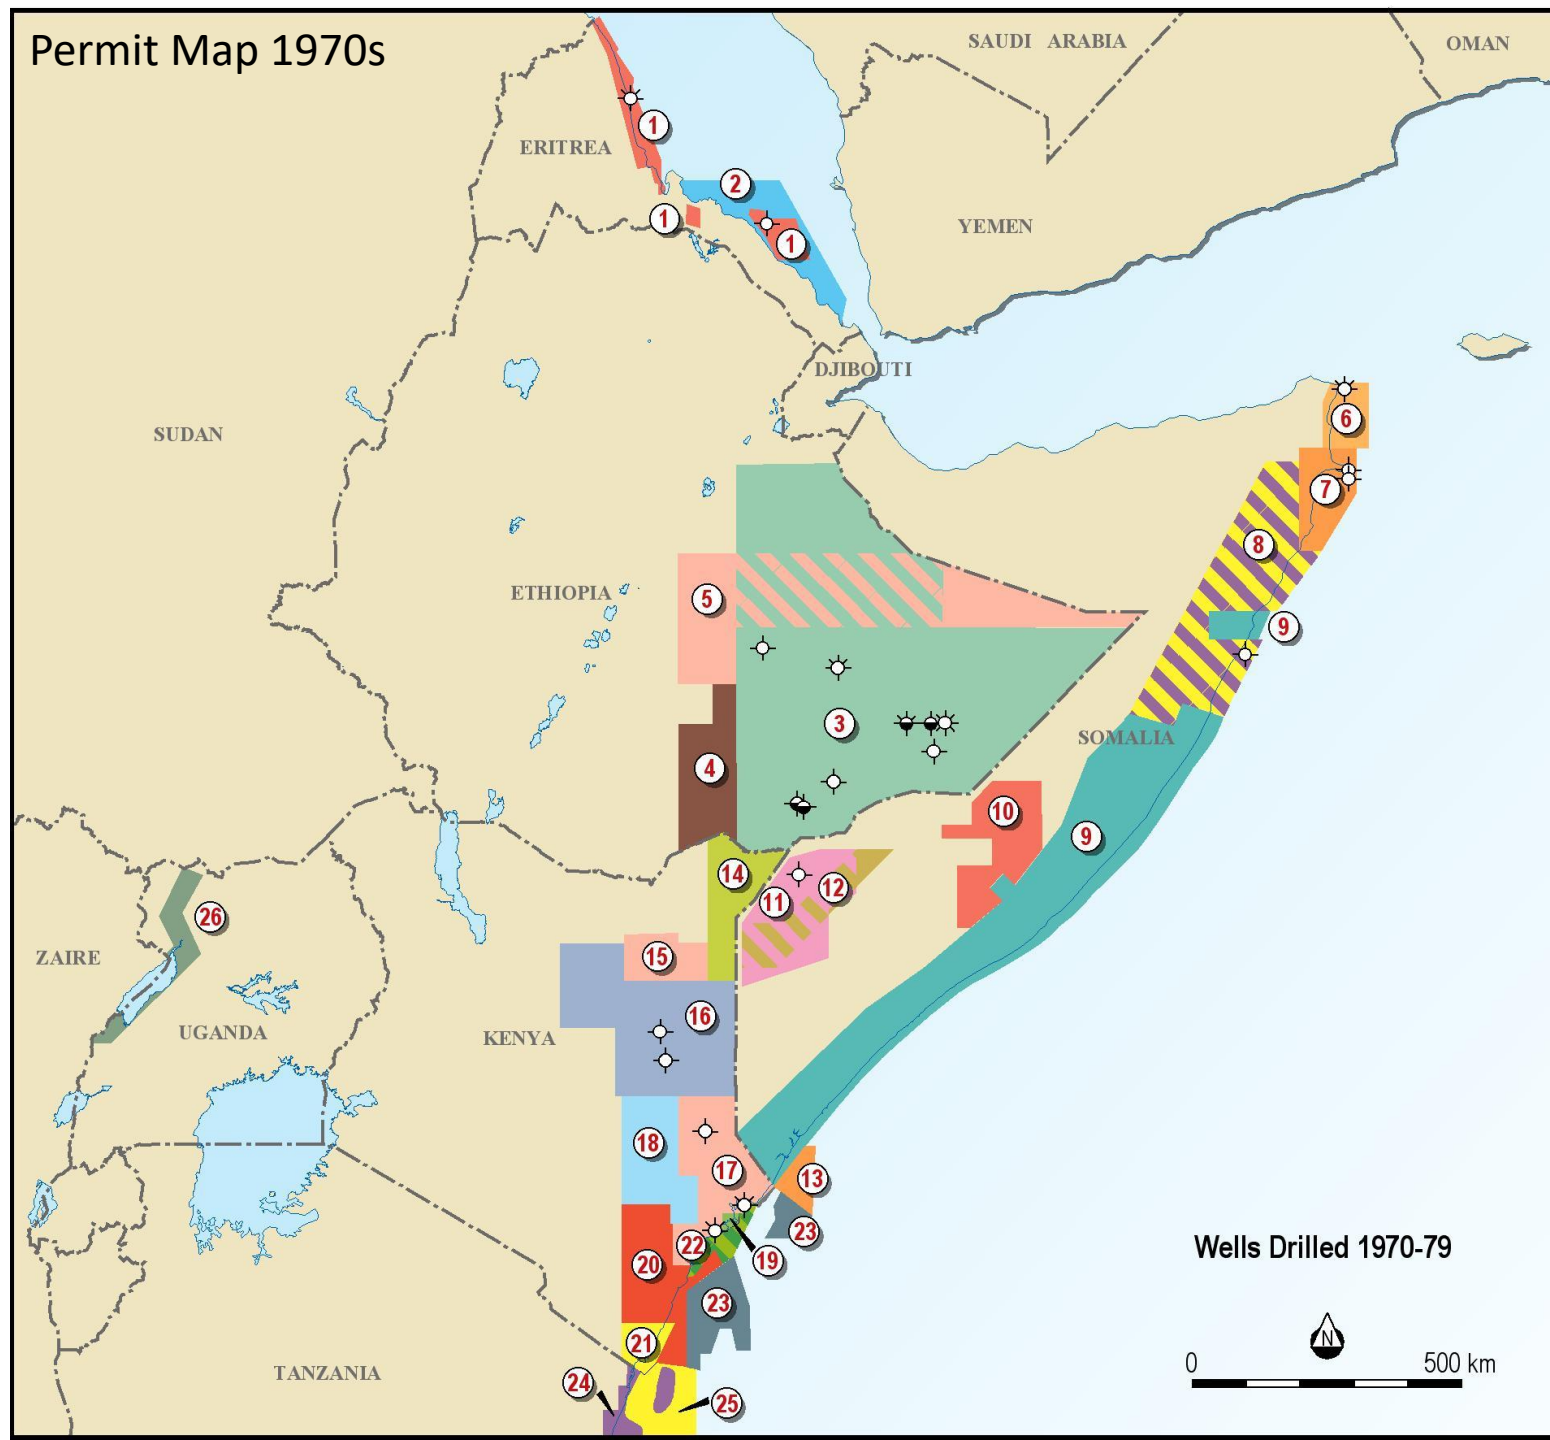 Permit Map 1970s
SAUDI ARABIA
OMAN
1
ERITREA
2
1
YEMEN
1
DJIBOUTI
6
SUDAN
7
8
ETHIOPIA
5
9
3
SOMALIA
4
10
9
14
12
11
26
15
ZAIRE
16
UGANDA
KENYA
18
17
13
23
22
19
Wells Drilled 1970-79
20
23
N
21
0
500 km
TANZANIA
24
25